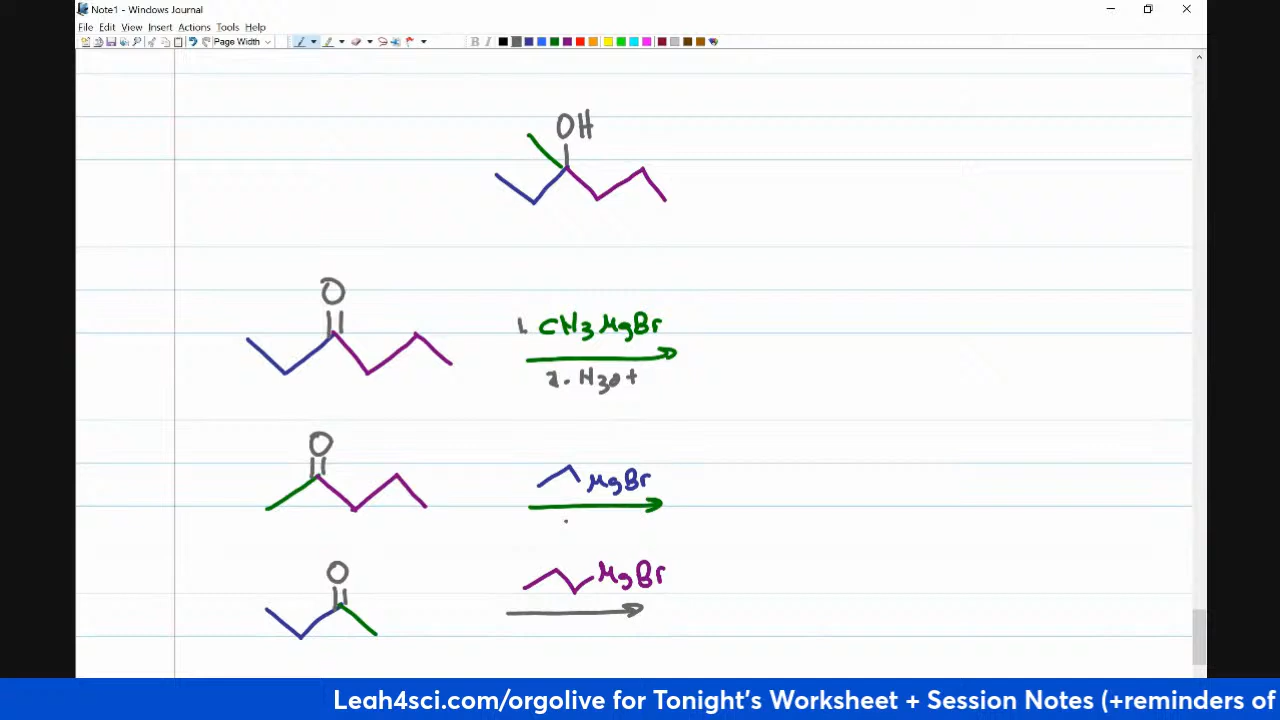 Note1 - Windows Journal
File Edit View Insert Actions Tools Help
Page Width
B I
OH
O
1. CH3MgBr
2. H3O+
O
MgBr
O
MgBr
Leah4sci.com/orgolive for Tonight's Worksheet + Session Notes (+reminders of